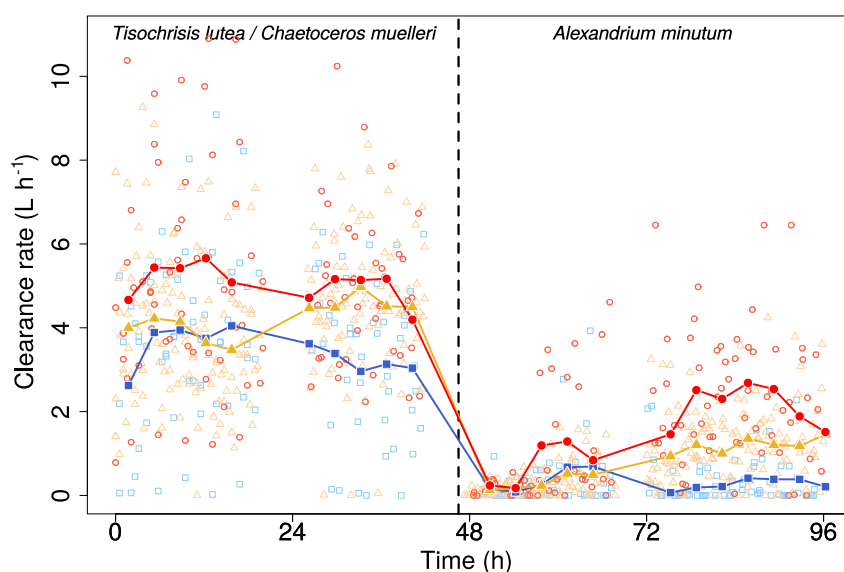 Tisochrisis lutea / Chaetoceros muelleri
Alexandrium minutum
Clearance rate (L h⁻¹)
10
8
6
4
2
0
0 24 48 72 96
Time (h)